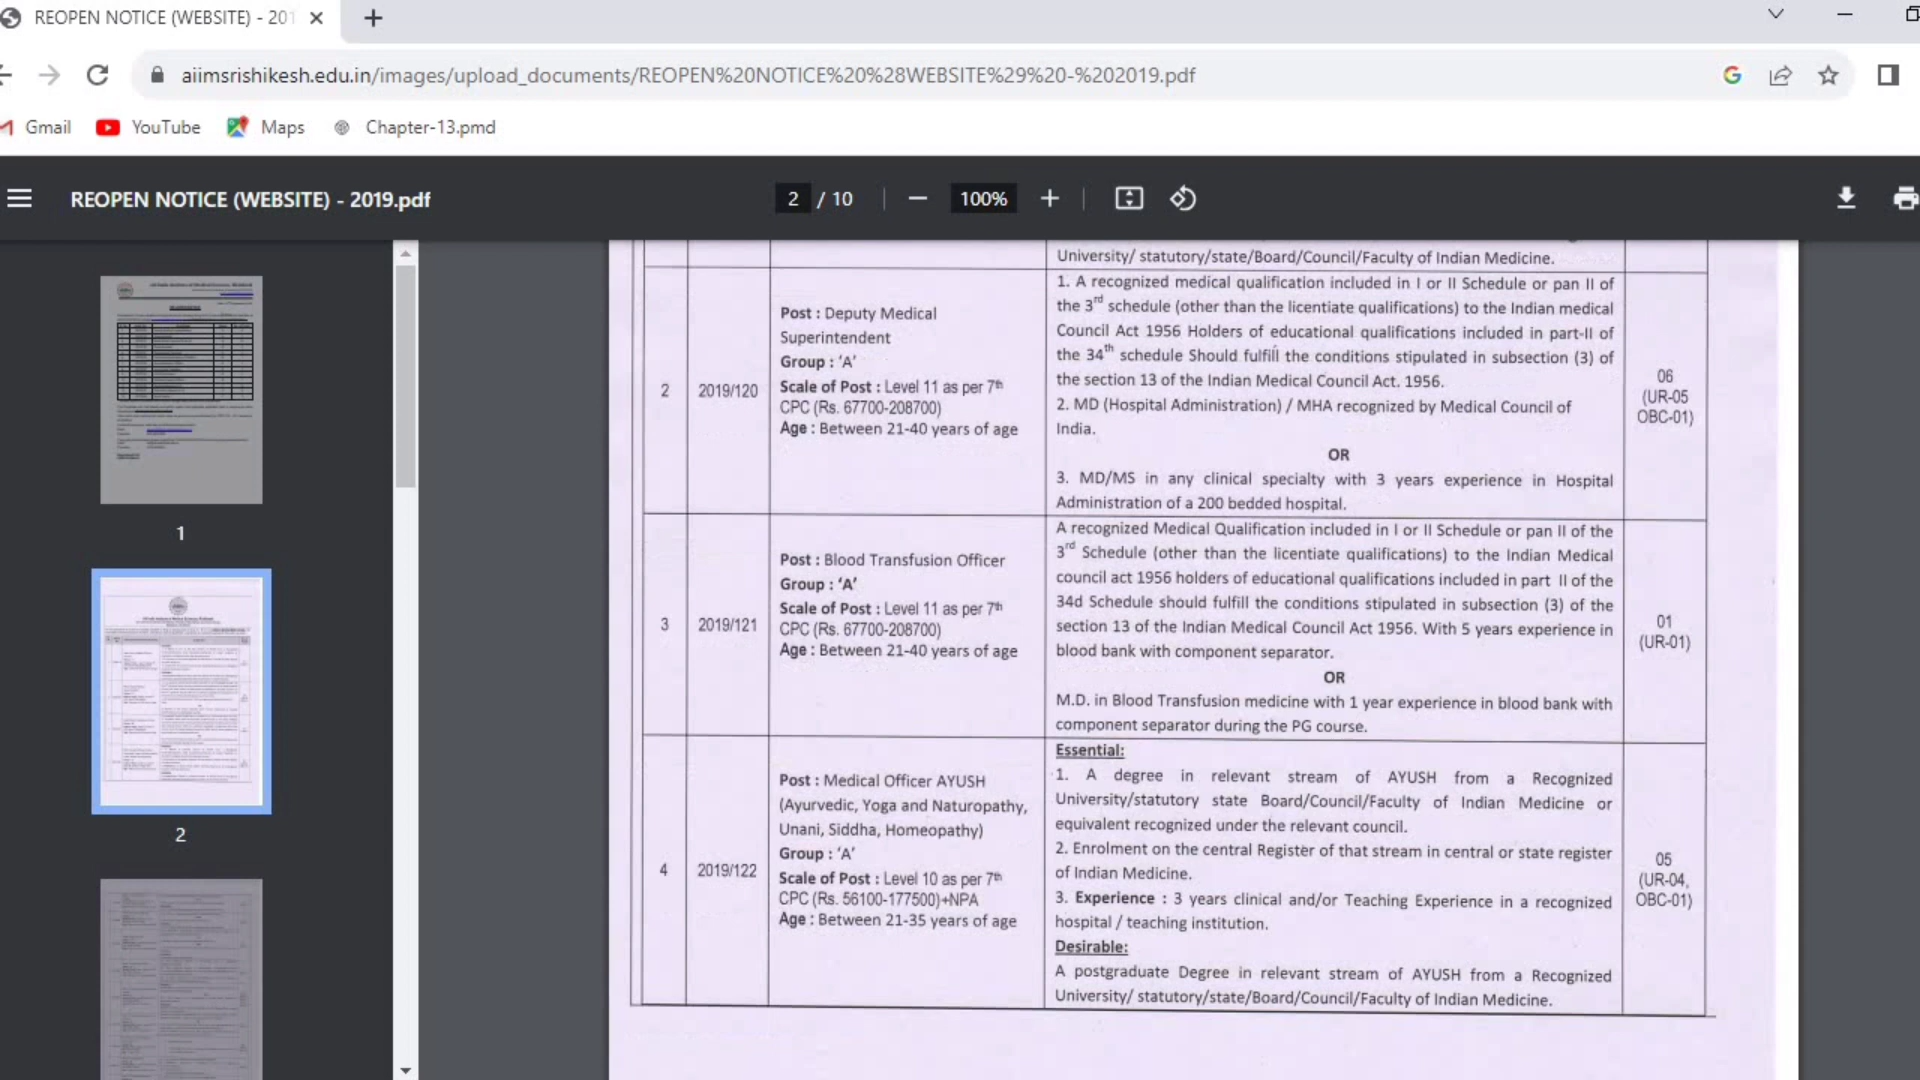 REOPEN NOTICE (WEBSITE) - 201
aiimsrishikesh.edu.in/images/upload_documents/REOPEN%20NOTICE%20%28WEBSITE%29%20-%202019.pdf
Gmail YouTube Maps Chapter-13.pmd
REOPEN NOTICE (WEBSITE) - 2019.pdf 2 / 10 100%
1
2
University/ statutory/state/Board/Council/Faculty of Indian Medicine.
2
2019/120
Post : Deputy Medical
Superintendent
Group : ‘A’
Scale of Post : Level 11 as per 7th
CPC (Rs. 67700-208700)
Age : Between 21-40 years of age
1. A recognized medical qualification included in I or II Schedule or pan II of
the 3rd schedule (other than the licentiate qualifications) to the Indian medical
Council Act 1956 Holders of educational qualifications included in part-II of
the 34th schedule Should fulfill the conditions stipulated in subsection (3) of
the section 13 of the Indian Medical Council Act. 1956.
2. MD (Hospital Administration) / MHA recognized by Medical Council of
India.
OR
3. MD/MS in any clinical specialty with 3 years experience in Hospital
Administration of a 200 bedded hospital.
06
(UR-05
OBC-01)
3
2019/121
Post : Blood Transfusion Officer
Group : ‘A’
Scale of Post : Level 11 as per 7th
CPC (Rs. 67700-208700)
Age : Between 21-40 years of age
A recognized Medical Qualification included in I or II Schedule or pan II of the
3rd Schedule (other than the licentiate qualifications) to the Indian Medical
council act 1956 holders of educational qualifications included in part II of the
34d Schedule should fulfill the conditions stipulated in subsection (3) of the
section 13 of the Indian Medical Council Act 1956. With 5 years experience in
blood bank with component separator.
OR
M.D. in Blood Transfusion medicine with 1 year experience in blood bank with
component separator during the PG course.
01
(UR-01)
4
2019/122
Post : Medical Officer AYUSH
(Ayurvedic, Yoga and Naturopathy,
Unani, Siddha, Homeopathy)
Group : ‘A’
Scale of Post : Level 10 as per 7th
CPC (Rs. 56100-177500)+NPA
Age : Between 21-35 years of age
Essential:
1. A degree in relevant stream of AYUSH from a Recognized
University/statutory state Board/Council/Faculty of Indian Medicine or
equivalent recognized under the relevant council.
2. Enrolment on the central Register of that stream in central or state register
of Indian Medicine.
3. Experience : 3 years clinical and/or Teaching Experience in a recognized
hospital / teaching institution.
Desirable:
A postgraduate Degree in relevant stream of AYUSH from a Recognized
University/ statutory/state/Board/Council/Faculty of Indian Medicine.
05
(UR-04,
OBC-01)